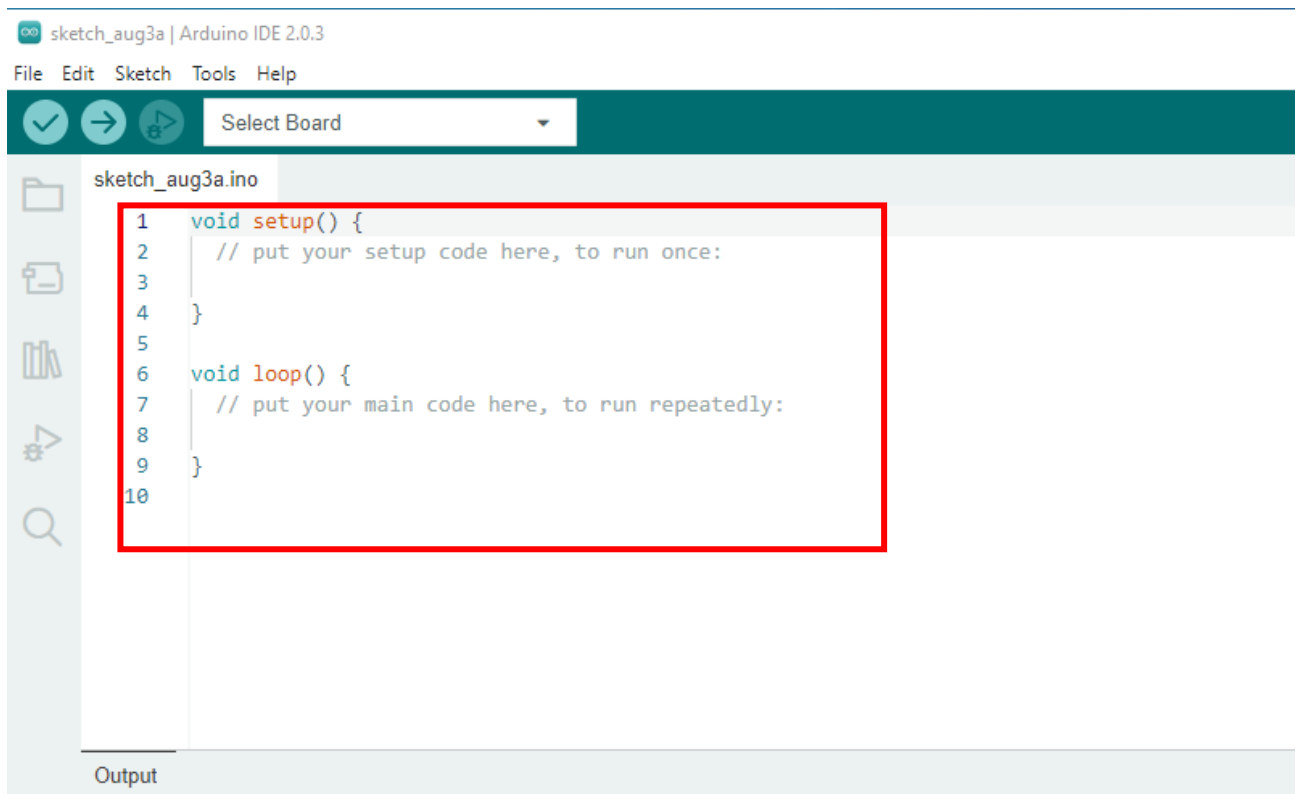 sketch_aug3a | Arduino IDE 2.0.3
File Edit Sketch Tools Help
Select Board
sketch_aug3a.ino
1 void setup() {
2 // put your setup code here, to run once:
3
4 }
5
6 void loop() {
7 // put your main code here, to run repeatedly:
8
9 }
10
Output